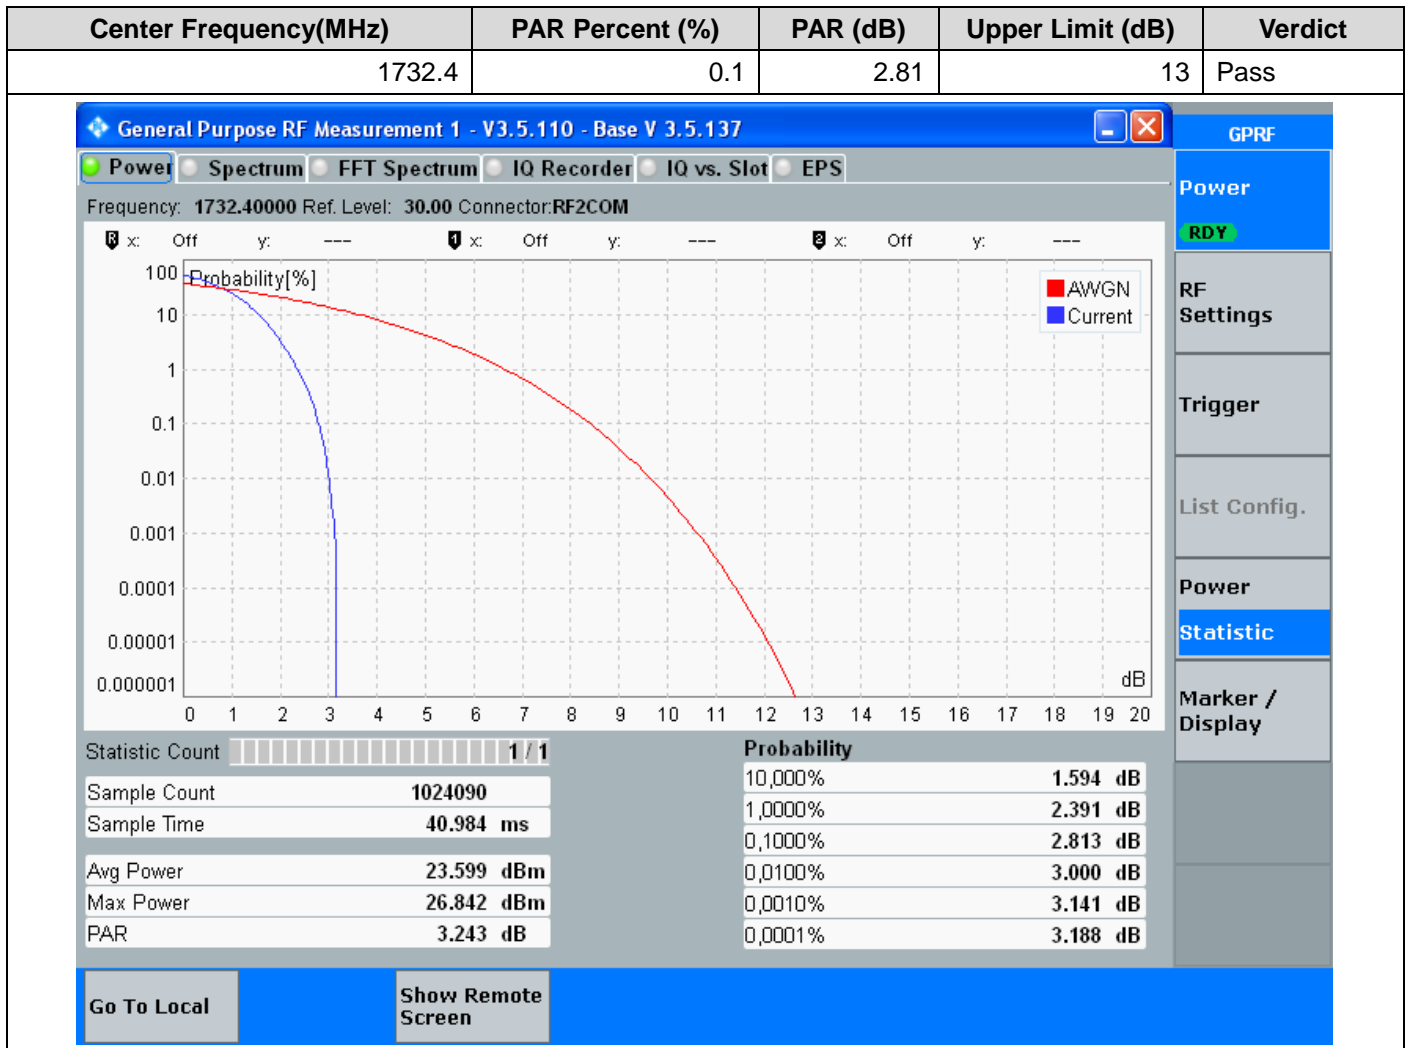 Center Frequency(MHz) PAR Percent (%) PAR (dB) Upper Limit (dB) Verdict
1732.4 0.1 2.81 13 Pass
General Purpose RF Measurement 1 - V3.5.110 - Base V 3.5.137
GPRF
Power Spectrum FFT Spectrum IQ Recorder IQ vs. Slot EPS
Frequency: 1732.40000 Ref. Level: 30.00 Connector:RF2COM
R x: Off y: --- 1 x: Off y: --- 2 x: Off y: ---
Power
RDY
RF
Settings
Trigger
List Config.
Power
Statistic
Marker /
Display
Probability[%]
AWGN
Current
100
10
1
0.1
0.01
0.001
0.0001
0.00001
0.000001
dB
0 1 2 3 4 5 6 7 8 9 10 11 12 13 14 15 16 17 18 19 20
Statistic Count 1 / 1
Sample Count 1024090
Sample Time 40.984 ms
Avg Power 23.599 dBm
Max Power 26.842 dBm
PAR 3.243 dB
Probability
10,000% 1.594 dB
1,0000% 2.391 dB
0,1000% 2.813 dB
0,0100% 3.000 dB
0,0010% 3.141 dB
0,0001% 3.188 dB
Go To Local
Show Remote
Screen